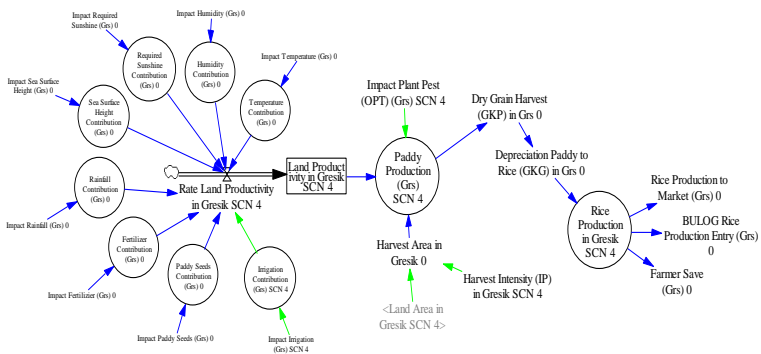 Impact Required
Sunshine (Grs) 0
Impact Humidity (Grs) 0
Required
Sunshine
Contribution
(Grs) 0
Humidity
Contribution
(Grs) 0
Impact Temperature (Grs) 0
Impact Sea Surface
Height (Grs) 0
Sea Surface
Height
Contribution
(Grs) 0
Temperature
Contribution
(Grs) 0
Impact Plant Pest
(OPT) (Grs) SCN 4
Dry Grain Harvest
(GKP) in Grs 0
Land Product
ivity in Gresik
SCN 4
Paddy
Production
(Grs)
SCN 4
Depreciation Paddy to
Rice (GKG) in Grs 0
Rainfall
Contribution
(Grs) 0
Rate Land Productivity
in Gresik SCN 4
Impact Rainfall (Grs) 0
Rice Production to
Market (Grs) 0
Rice
Production
in Gresik
SCN 4
BULOG Rice
Production Entry (Grs)
0
Farmer Save
(Grs) 0
Fertilizer
Contribution
(Grs) 0
Paddy Seeds
Contribution
(Grs) 0
Irrigation
Contribution
(Grs) SCN 4
Harvest Area in
Gresik 0
Harvest Intensity (IP)
in Gresik SCN 4
Impact Fertilizier (Grs) 0
<Land Area in
Gresik SCN 4>
Impact Paddy Seeds (Grs) 0
Impact Irrigation
(Grs) SCN 4